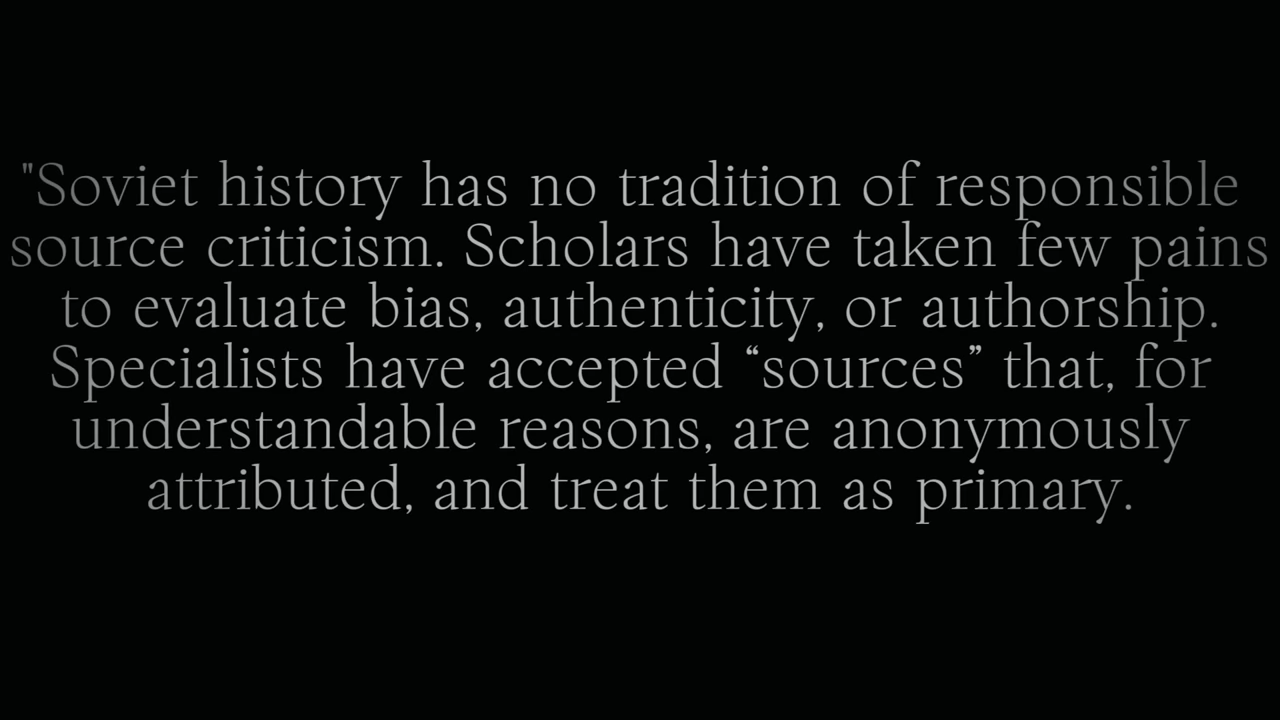 "Soviet history has no tradition of responsible
source criticism. Scholars have taken few pains
to evaluate bias, authenticity, or authorship.
Specialists have accepted “sources” that, for
understandable reasons, are anonymously
attributed, and treat them as primary.